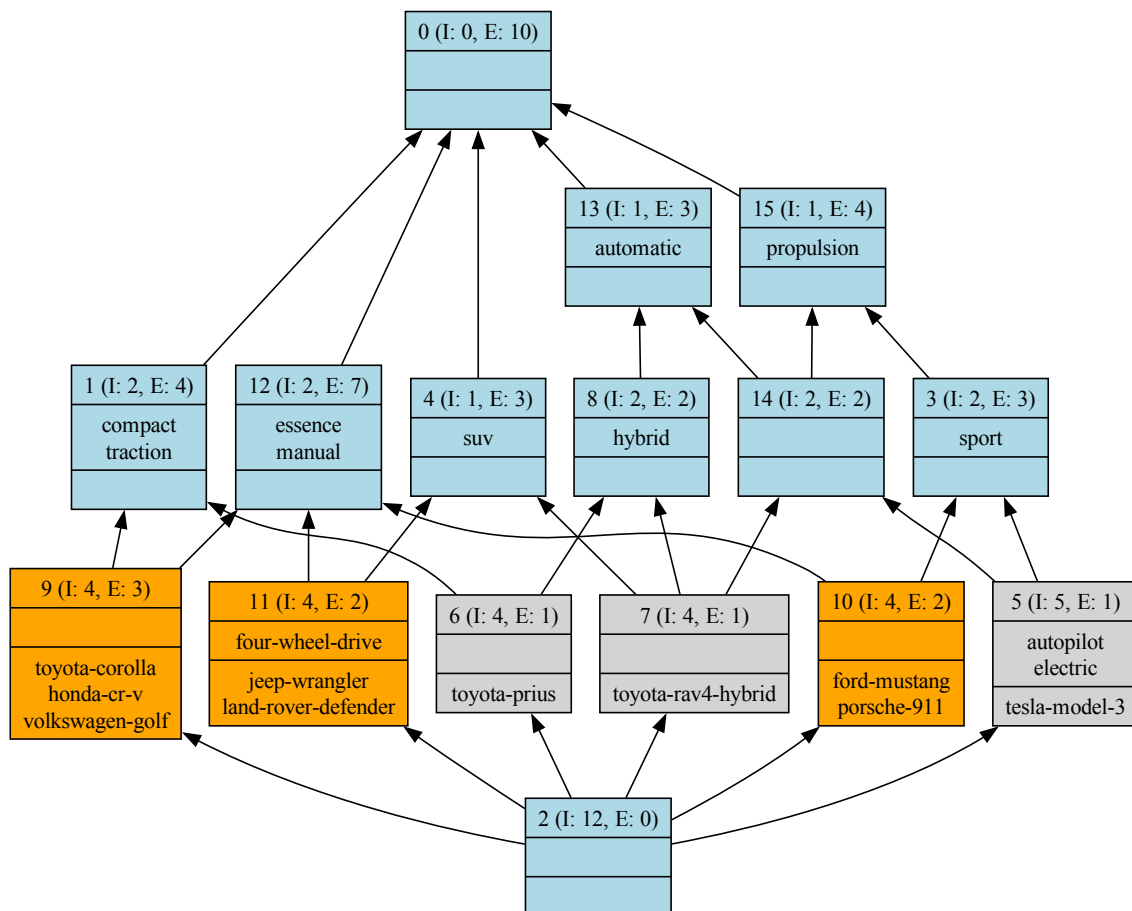 0 (I: 0, E: 10)
13 (I: 1, E: 3)
automatic
15 (I: 1, E: 4)
propulsion
1 (I: 2, E: 4)
compact
traction
12 (I: 2, E: 7)
essence
manual
4 (I: 1, E: 3)
suv
8 (I: 2, E: 2)
hybrid
14 (I: 2, E: 2)
3 (I: 2, E: 3)
sport
9 (I: 4, E: 3)
toyota-corolla
honda-cr-v
volkswagen-golf
11 (I: 4, E: 2)
four-wheel-drive
jeep-wrangler
land-rover-defender
6 (I: 4, E: 1)
toyota-prius
7 (I: 4, E: 1)
toyota-rav4-hybrid
10 (I: 4, E: 2)
ford-mustang
porsche-911
5 (I: 5, E: 1)
autopilot
electric
tesla-model-3
2 (I: 12, E: 0)